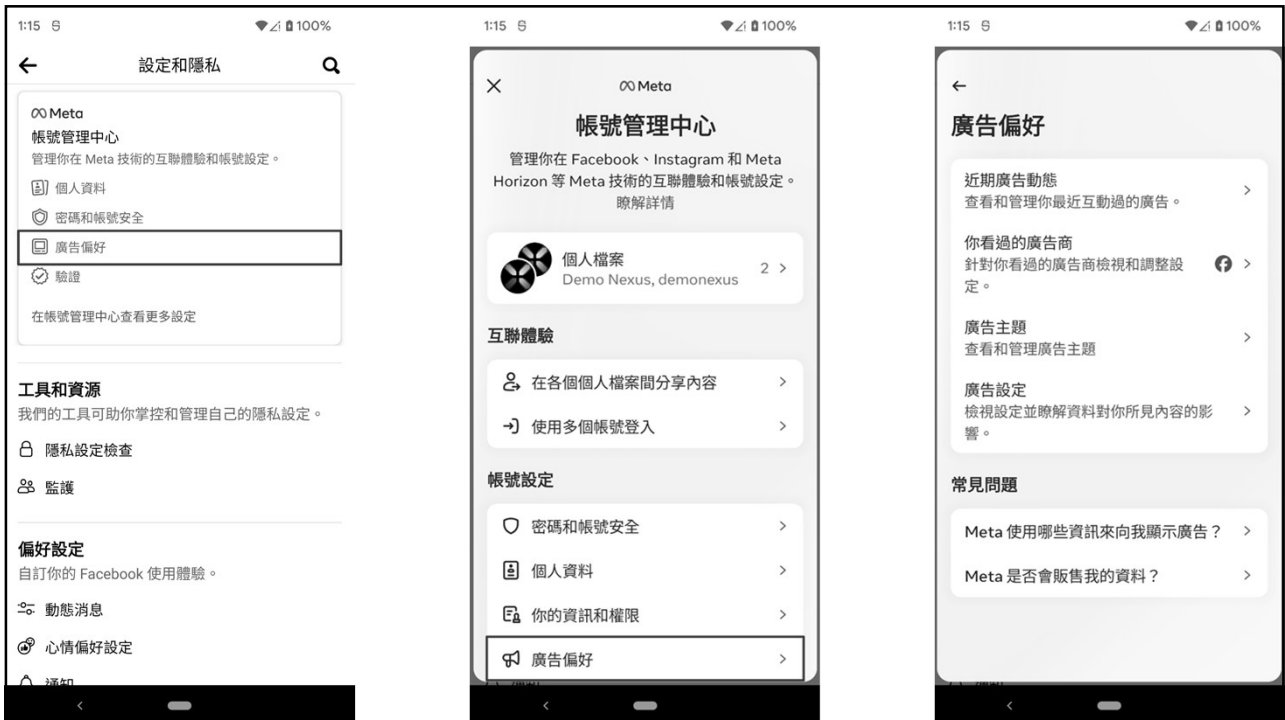 1:15 100%
設定和隱私
Meta
帳號管理中心
管理你在 Meta 技術的互聯體驗和帳號設定。
個人資料
密碼和帳號安全
廣告偏好
驗證
在帳號管理中心查看更多設定
工具和資源
我們的工具可助你掌控和管理自己的隱私設定。
隱私設定檢查
監護
偏好設定
自訂你的 Facebook 使用體驗。
動態消息
心情偏好設定
通知
1:15 100%
Meta
帳號管理中心
管理你在 Facebook、Instagram 和 Meta
Horizon 等 Meta 技術的互聯體驗和帳號設定。
瞭解詳情
個人檔案
Demo Nexus, demonexus
2
互聯體驗
在各個個人檔案間分享內容
使用多個帳號登入
帳號設定
密碼和帳號安全
個人資料
你的資訊和權限
廣告偏好
1:15 100%
廣告偏好
近期廣告動態
查看和管理你最近互動過的廣告。
你看過的廣告商
針對你看過的廣告商檢視和調整設
定。
廣告主題
查看和管理廣告主題
廣告設定
檢視設定並瞭解資料對你所見內容的影
響。
常見問題
Meta 使用哪些資訊來向我顯示廣告？
Meta 是否會販售我的資料？